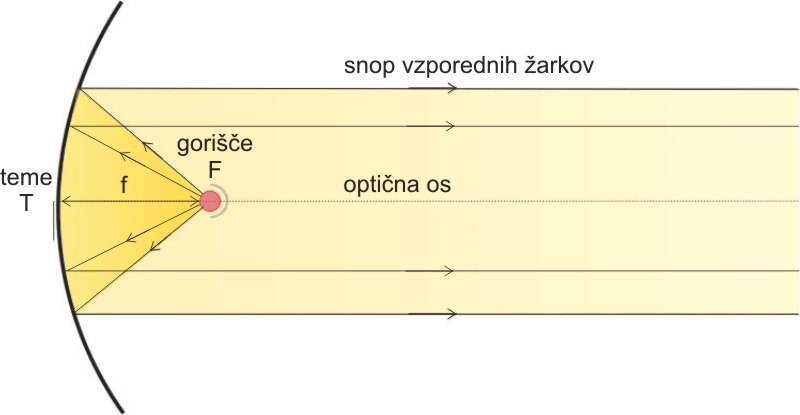 snop vzporednih žarkov
gorišče
F
teme
T
f
optična os